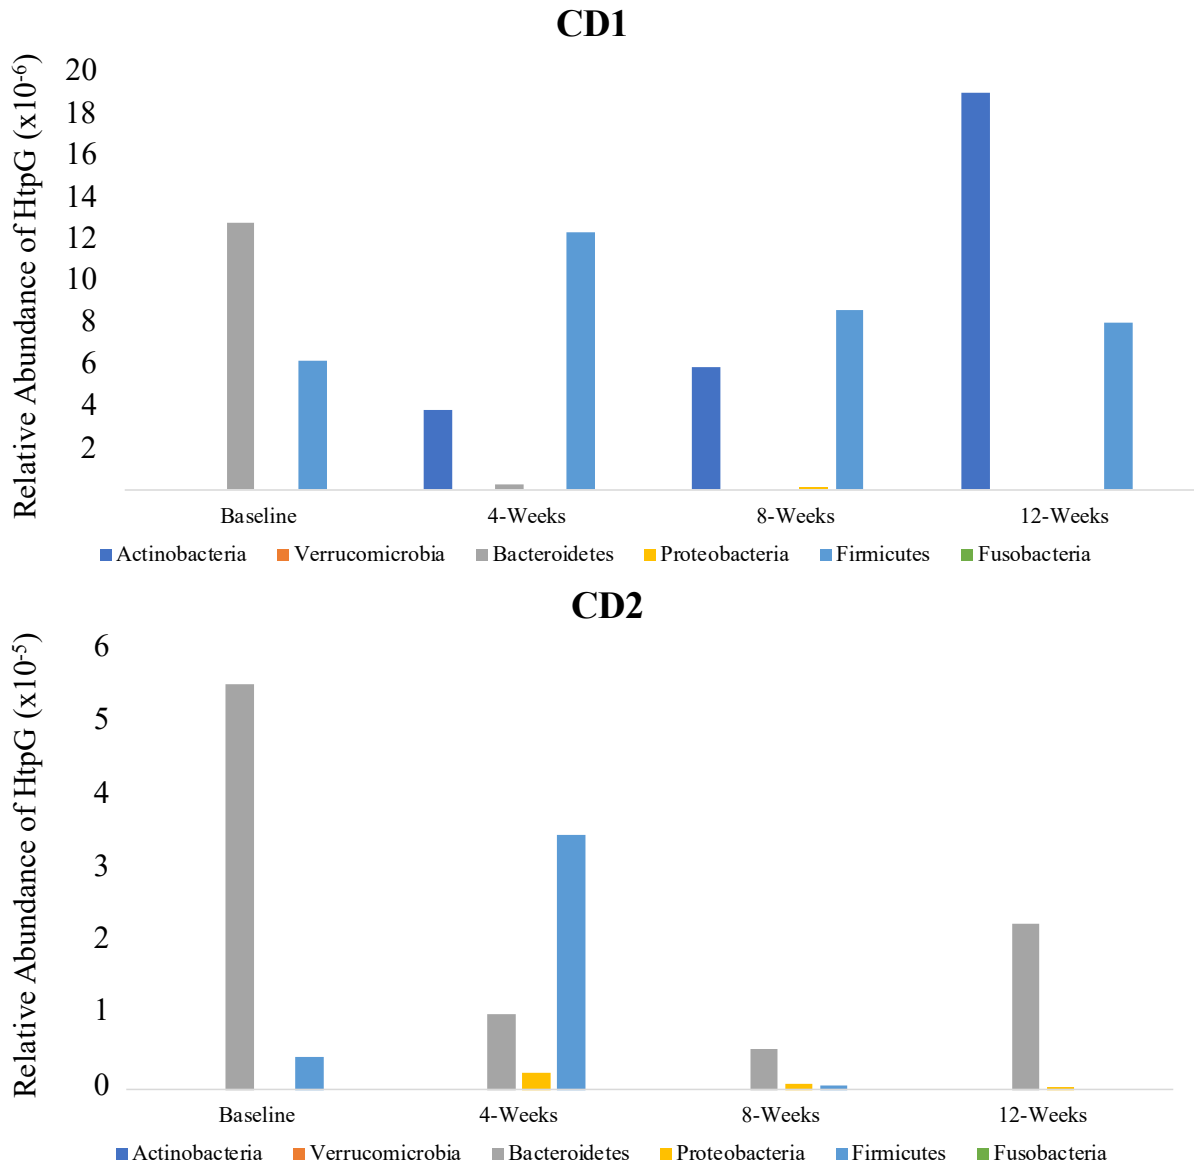 CD1
Relative Abundance of HtpG (x10⁻⁶)
20
18
16
14
12
10
8
6
4
2
Baseline 4-Weeks 8-Weeks 12-Weeks
Actinobacteria Verrucomicrobia Bacteroidetes Proteobacteria Firmicutes Fusobacteria
CD2
Relative Abundance of HtpG (x10⁻⁵)
6
5
4
3
2
1
0
Baseline 4-Weeks 8-Weeks 12-Weeks
Actinobacteria Verrucomicrobia Bacteroidetes Proteobacteria Firmicutes Fusobacteria